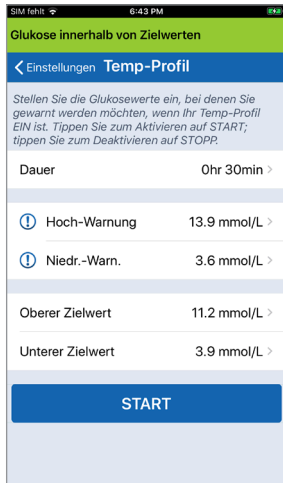 SIM fehlt 6:43 PM
Glukose innerhalb von Zielwerten
Einstellungen Temp-Profil
Stellen Sie die Glukosewerte ein, bei denen Sie
gewarnt werden möchten, wenn Ihr Temp-Profil
EIN ist. Tippen Sie zum Aktivieren auf START;
tippen Sie zum Deaktivieren auf STOPP.
Dauer 0hr 30min
Hoch-Warnung 13.9 mmol/L
Niedr.-Warn. 3.6 mmol/L
Oberer Zielwert 11.2 mmol/L
Unterer Zielwert 3.9 mmol/L
START